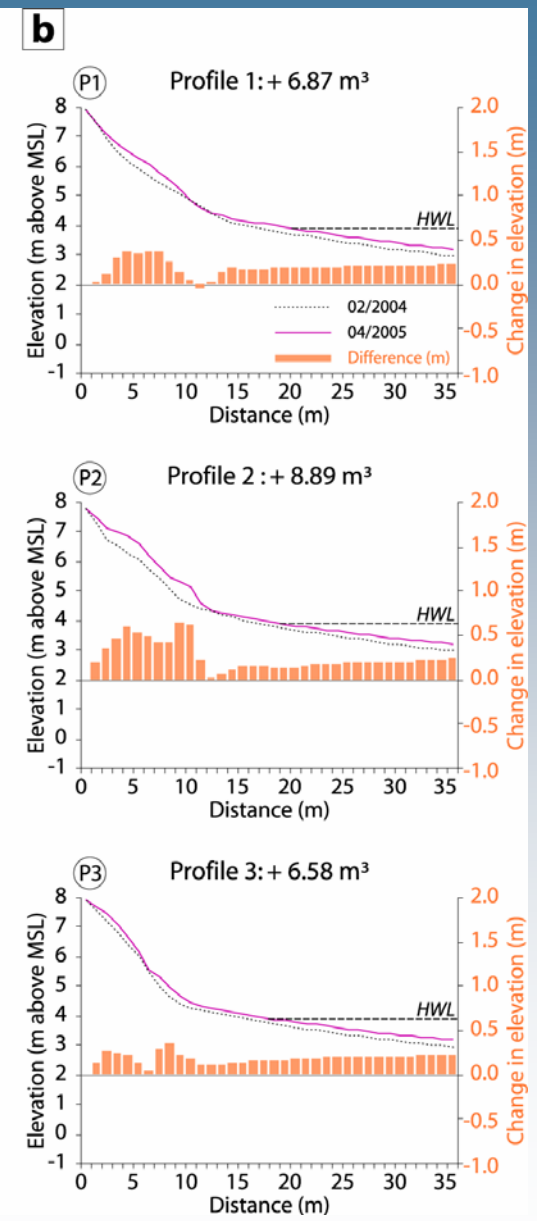 b
P1
Profile 1: + 6.87 m³
Elevation (m above MSL)
8
7
6
5
4
3
2
1
0
-1
HWL
02/2004
04/2005
Difference (m)
2.0
1.5
1.0
0.5
0.0
-0.5
-1.0
Change in elevation (m)
0 5 10 15 20 25 30 35
Distance (m)
P2
Profile 2 : + 8.89 m³
Elevation (m above MSL)
8
7
6
5
4
3
2
1
0
-1
HWL
2.0
1.5
1.0
0.5
0.0
-0.5
-1.0
Change in elevation (m)
0 5 10 15 20 25 30 35
Distance (m)
P3
Profile 3: + 6.58 m³
Elevation (m above MSL)
8
7
6
5
4
3
2
1
0
-1
HWL
2.0
1.5
1.0
0.5
0.0
-0.5
-1.0
Change in elevation (m)
0 5 10 15 20 25 30 35
Distance (m)